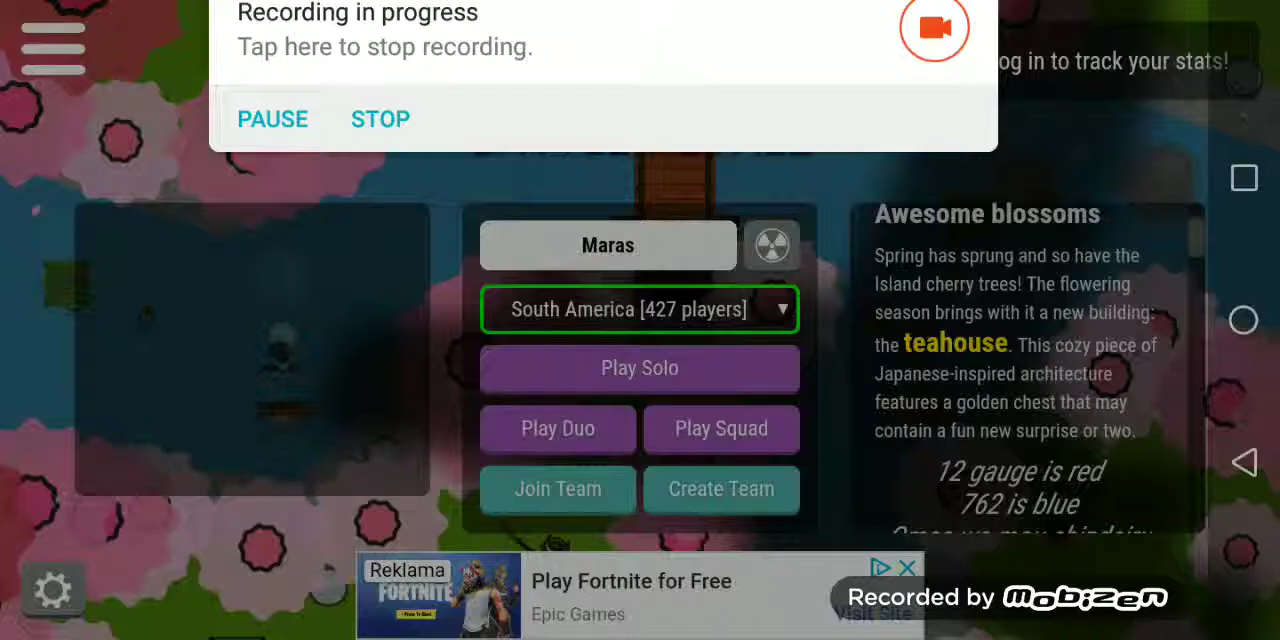 Recording in progress
Tap here to stop recording.
PAUSE STOP
og in to track your stats!
Maras
South America [427 players]
Play Solo
Play Duo
Play Squad
Join Team
Create Team
Awesome blossoms
Spring has sprung and so have the
Island cherry trees! The flowering
season brings with it a new building:
the teahouse. This cozy piece of
Japanese-inspired architecture
features a golden chest that may
contain a fun new surprise or two.
12 gauge is red
762 is blue
Reklama
FORTNITE
Play Fortnite for Free
Epic Games
Visit Site
Recorded by mobizen